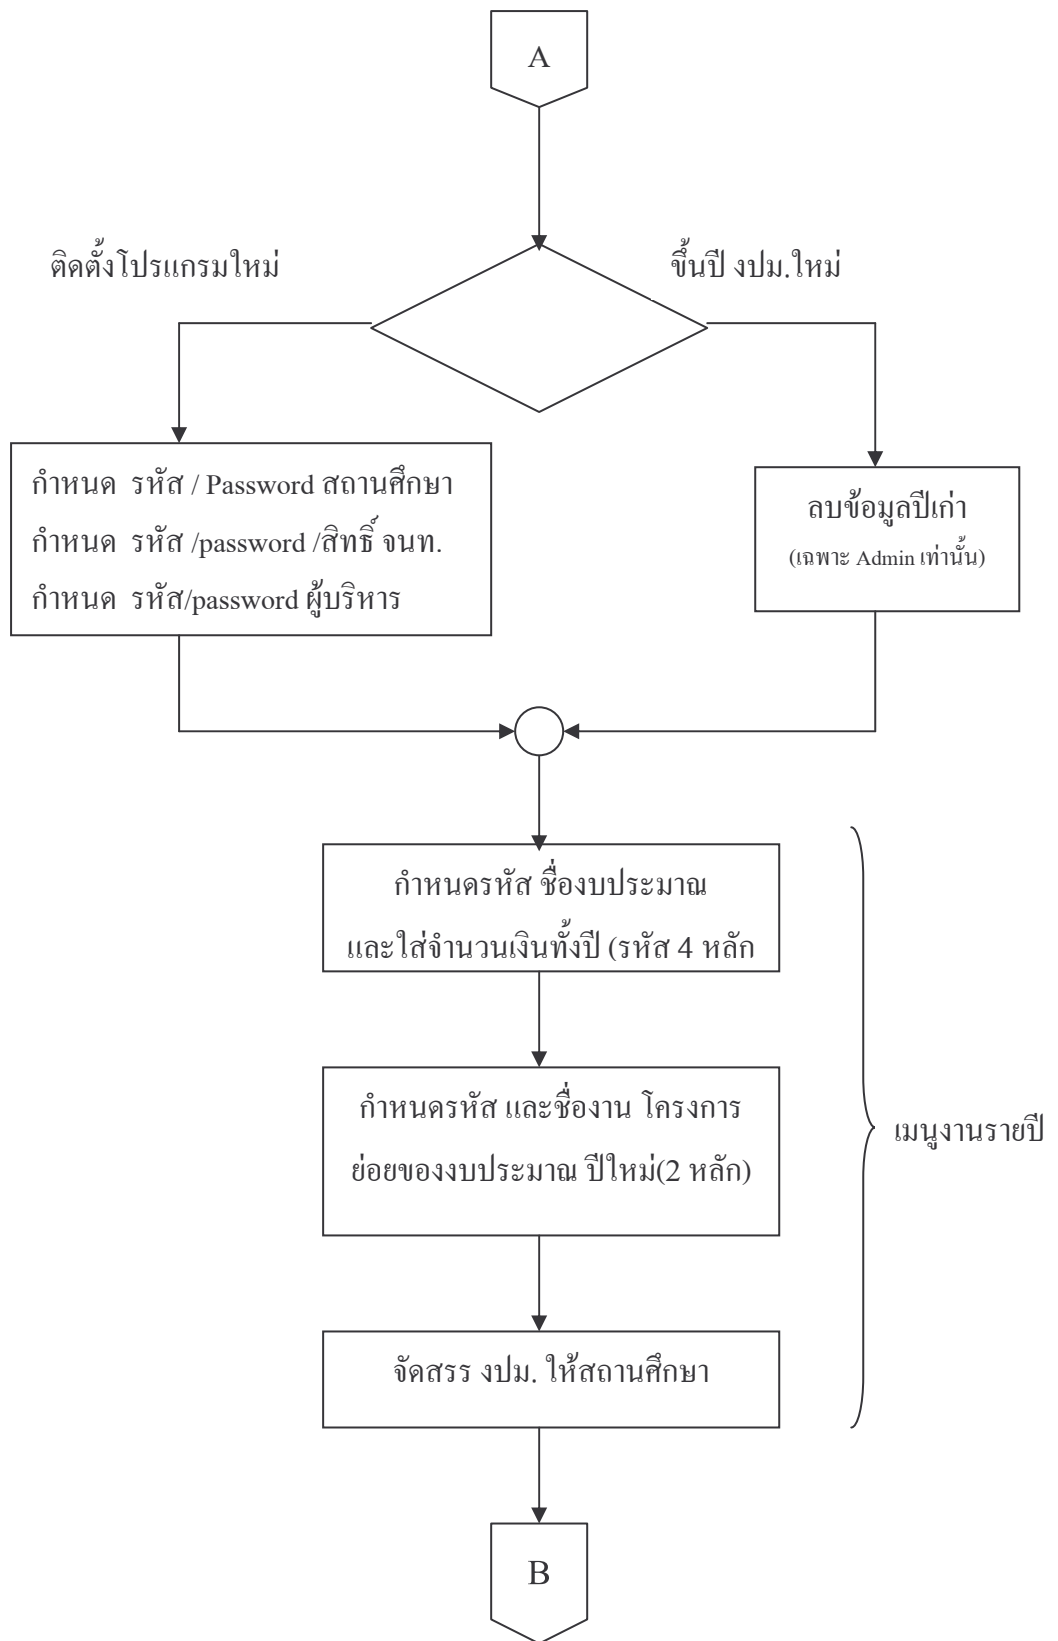 A
ติดตั้งโปรแกรมใหม่
ขึ้นปี งปม.ใหม่
กำหนด รหัส / Password สถานศึกษา
กำหนด รหัส /password /สิทธิ์ จนท.
กำหนด รหัส/password ผู้บริหาร
ลบข้อมูลปีเก่า
(เฉพาะ Admin เท่านั้น)
กำหนดรหัส ชื่องบประมาณ
และใส่จำนวนเงินทั้งปี (รหัส 4 หลัก
กำหนดรหัส และชื่องาน โครงการ
ย่อยของงบประมาณ ปีใหม่(2 หลัก)
เมนูงานรายปี
จัดสรร งปม. ให้สถานศึกษา
B